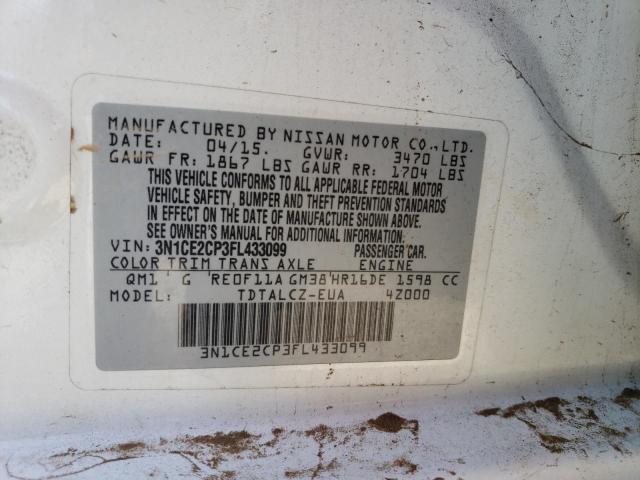 MANUFACTURED BY NISSAN MOTOR CO.,LTD.
DATE: 04/15. GVWR: 3470 LBS
GAWR FR: 1867 LBS GAWR RR: 1704 LBS
THIS VEHICLE CONFORMS TO ALL APPLICABLE FEDERAL MOTOR
VEHICLE SAFETY, BUMPER AND THEFT PREVENTION STANDARDS
IN EFFECT ON THE DATE OF MANUFACTURE SHOWN ABOVE.
SEE OWNER'S MANUAL FOR ADDITIONAL INFORMATION.
VIN: 3N1CE2CP3FL433099 PASSENGER CAR.
COLOR TRIM TRANS AXLE ENGINE
QM1 G RE0F11A GM38 HR16DE 1598 CC
MODEL: TDTALCZ-EUA 4Z000
3N1CE2CP3FL433099